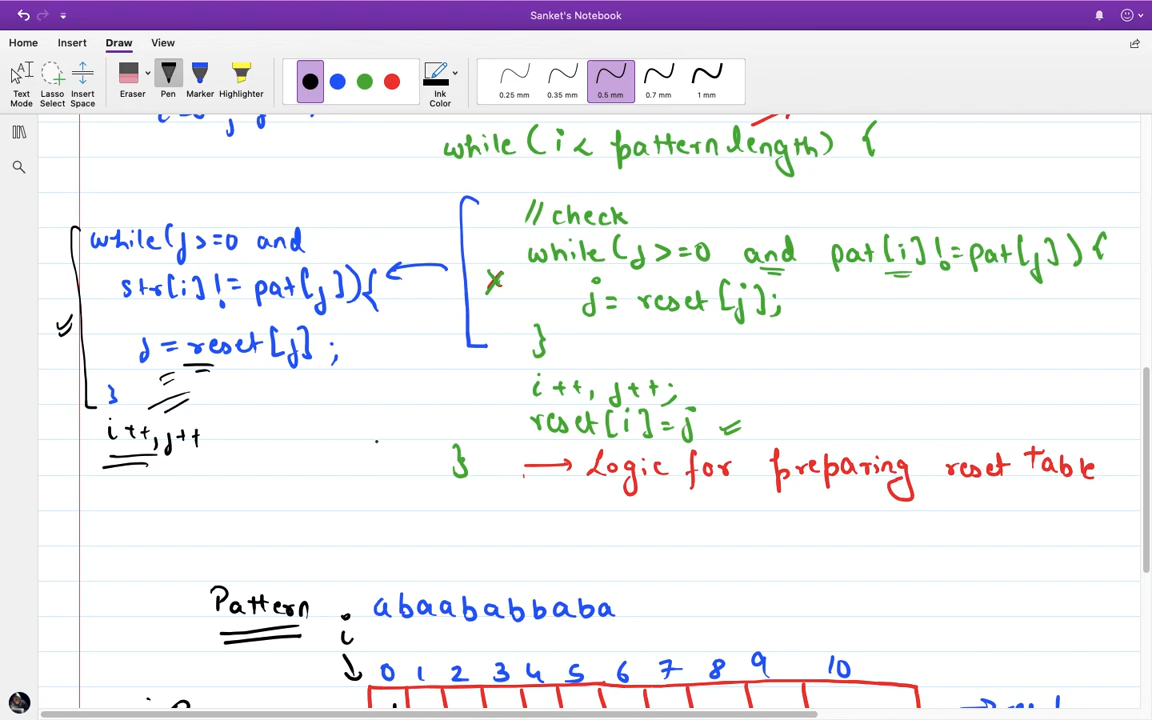 Sanket's Notebook
Home Insert Draw View
Text Mode
Lasso Select
Insert Space
Eraser
Pen
Marker
Highlighter
Ink Color
0.25 mm
0.35 mm
0.5 mm
0.7 mm
1 mm
while(i< pattern length) {
while(j>=0 and
str[i]!= pat[j]){
j = reset[j];
}
i++, j++
// check
while(j>=0 and pat[i]!=pat[j]){
j= reset[j];
}
i++, j++;
reset[i]=j
}
→ Logic for preparing reset table
Pattern abaababbaba
i
0 1 2 3 4 5 6 7 8 9 10